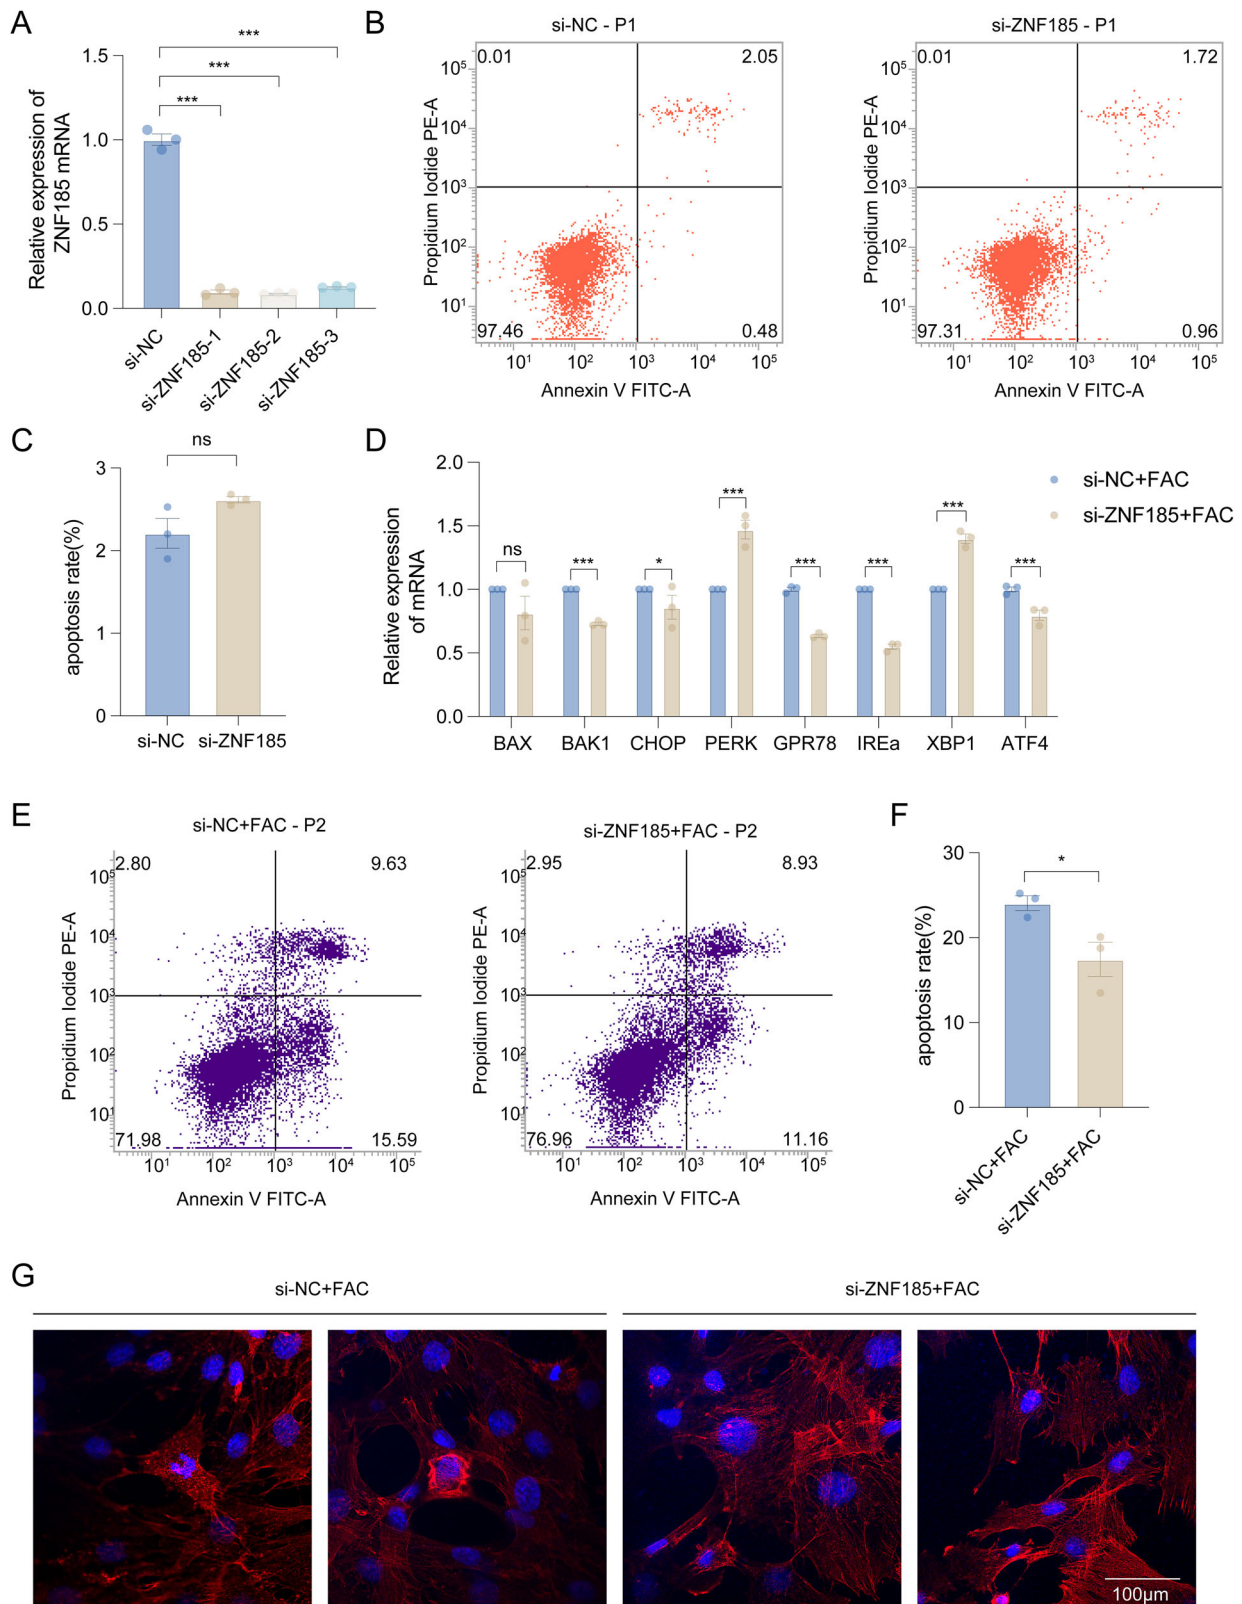 A
Relative expression of
ZNF185 mRNA
1.5
1.0
0.5
0.0
***
***
***
si-NC
si-ZNF185-1
si-ZNF185-2
si-ZNF185-3
B
si-NC - P1
0.01
2.05
97.46
0.48
Propidium Iodide PE-A
10⁵
10⁴
10³
10²
10¹
10¹ 10² 10³ 10⁴ 10⁵
Annexin V FITC-A
si-ZNF185 - P1
0.01
1.72
97.31
0.96
Propidium Iodide PE-A
10⁵
10⁴
10³
10²
10¹
10¹ 10² 10³ 10⁴ 10⁵
Annexin V FITC-A
C
apoptosis rate(%)
3
2
1
0
ns
si-NC
si-ZNF185
D
Relative expression
of mRNA
2.0
1.5
1.0
0.5
0.0
ns
***
*
***
***
***
***
***
BAX
BAK1
CHOP
PERK
GPR78
IREa
XBP1
ATF4
si-NC+FAC
si-ZNF185+FAC
E
si-NC+FAC - P2
2.80
9.63
71.98
15.59
Propidium Iodide PE-A
10⁵
10⁴
10³
10²
10¹
10¹ 10² 10³ 10⁴ 10⁵
Annexin V FITC-A
si-ZNF185+FAC - P2
2.95
8.93
76.96
11.16
Propidium Iodide PE-A
10⁵
10⁴
10³
10²
10¹
10¹ 10² 10³ 10⁴ 10⁵
Annexin V FITC-A
F
apoptosis rate(%)
30
20
10
0
*
si-NC+FAC
si-ZNF185+FAC
G
si-NC+FAC
si-ZNF185+FAC
100μm